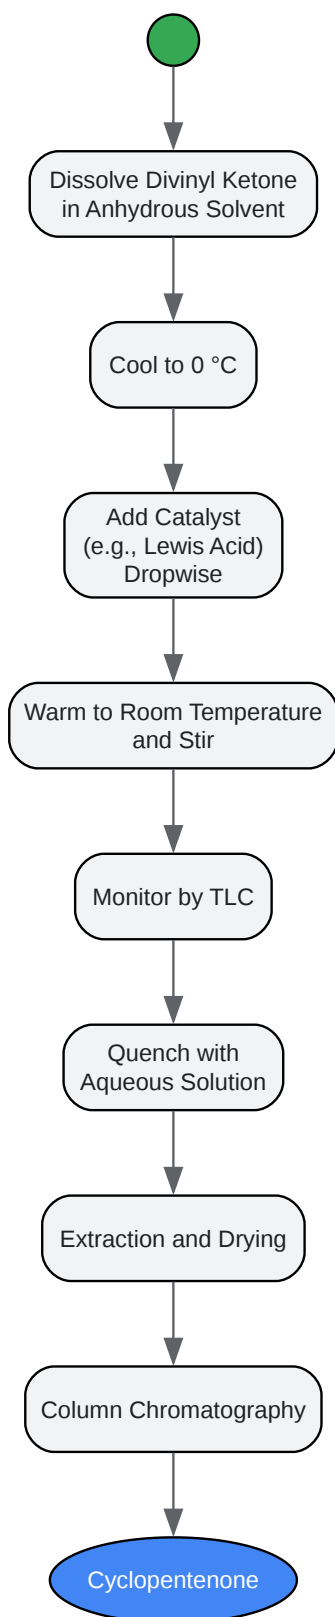 Dissolve Divinyl Ketone
in Anhydrous Solvent
Cool to 0 °C
Add Catalyst
(e.g., Lewis Acid)
Dropwise
Warm to Room Temperature
and Stir
Monitor by TLC
Quench with
Aqueous Solution
Extraction and Drying
Column Chromatography
Cyclopentenone